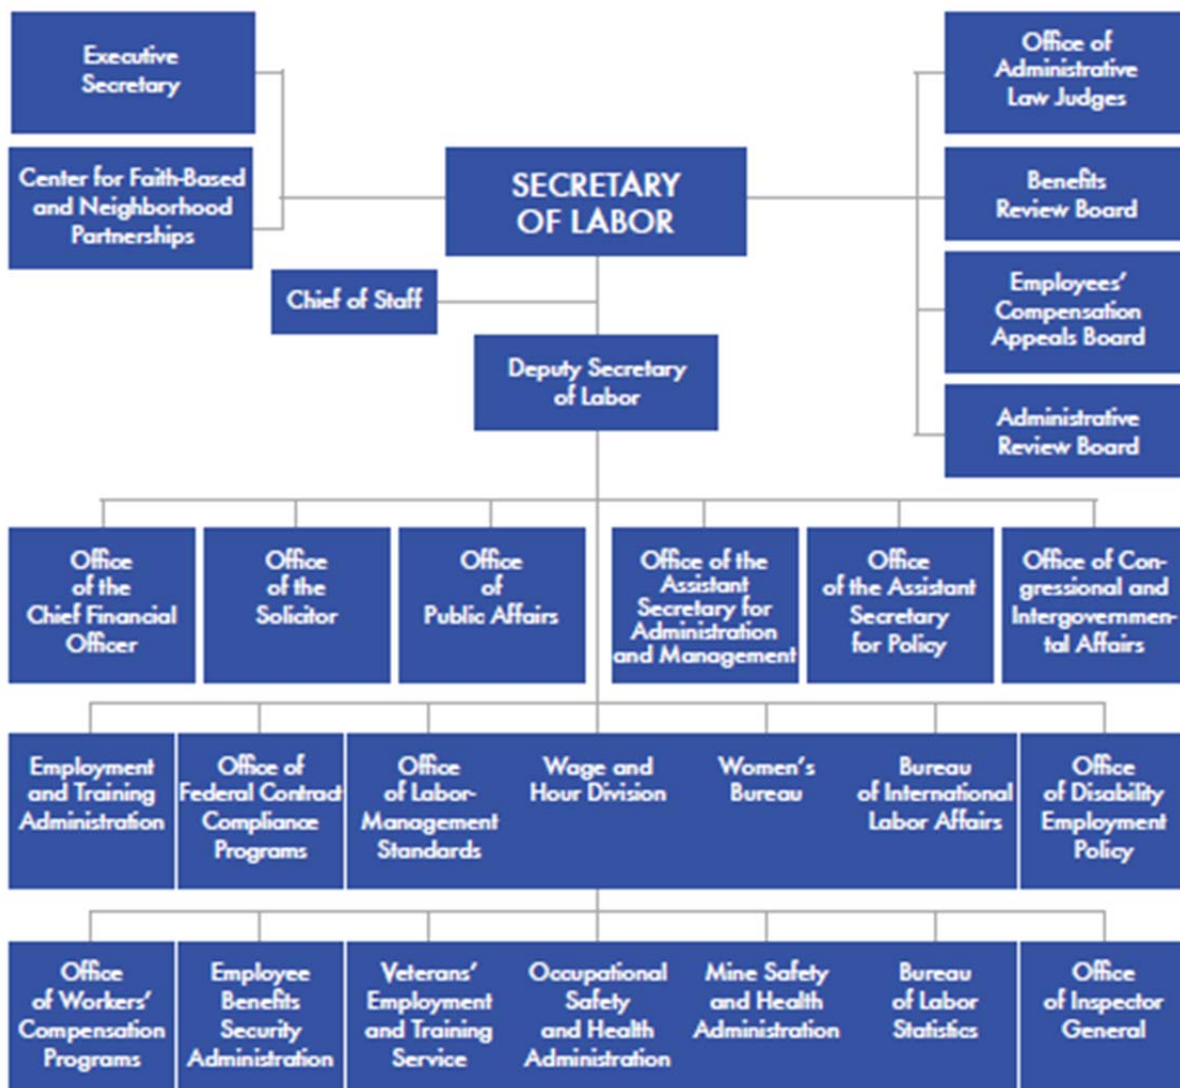 Executive
Secretary
Center for Faith-Based
and Neighborhood
Partnerships
SECRETARY
OF LABOR
Chief of Staff
Deputy Secretary
of Labor
Office of
Administrative
Law Judges
Benefits
Review Board
Employees'
Compensation
Appeals Board
Administrative
Review Board
Office
of the
Chief Financial
Officer
Office
of the
Solicitor
Office
of
Public Affairs
Office of the
Assistant
Secretary for
Administration
and Management
Office
of the Assistant
Secretary
for Policy
Office of Con-
gressional and
Intergovernmen-
tal Affairs
Employment
and Training
Administration
Office of
Federal Contract
Compliance
Programs
Office
of Labor-
Management
Standards
Wage and
Hour Division
Women's
Bureau
Bureau
of International
Labor Affairs
Office
of Disability
Employment
Policy
Office
of Workers'
Compensation
Programs
Employee
Benefits
Security
Administration
Veterans'
Employment
and Training
Service
Occupational
Safety
and Health
Administration
Mine Safety
and Health
Administration
Bureau
of Labor
Statistics
Office
of Inspector
General